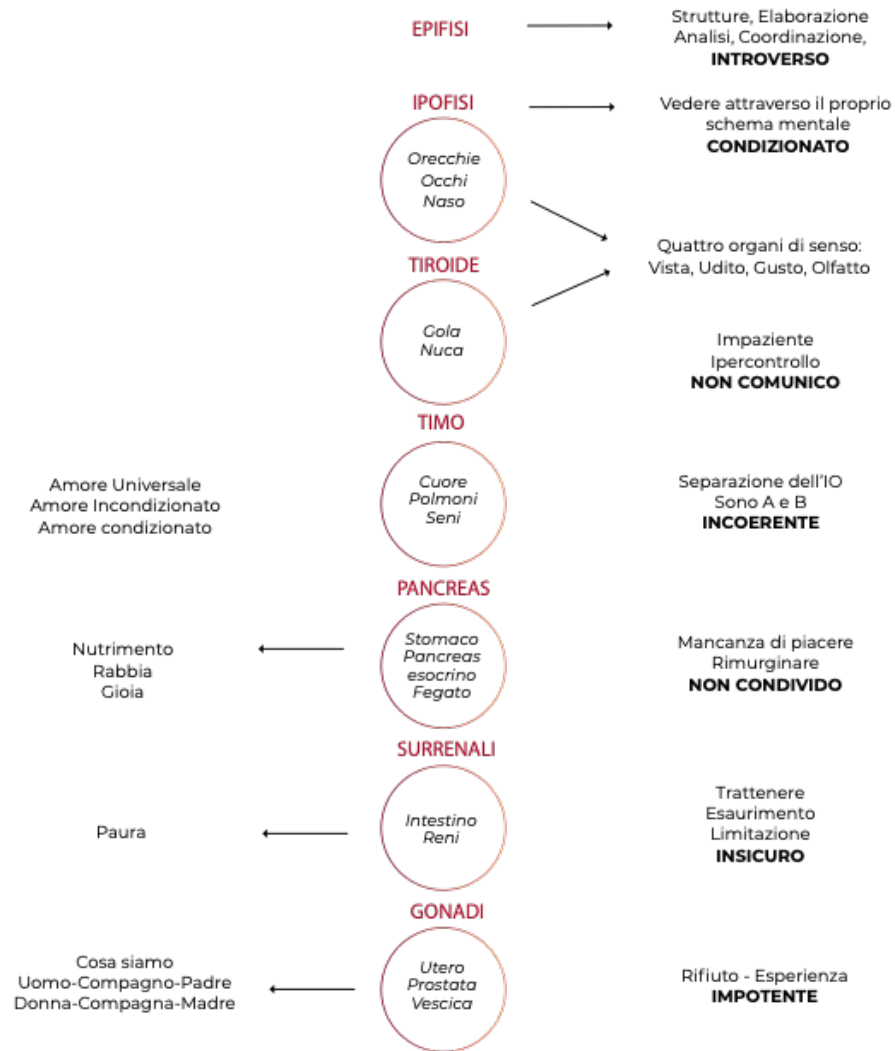 EPIFISI
Strutture, Elaborazione
Analisi, Coordinazione,
INTROVERSO
IPOFISI
Orecchie
Occhi
Naso
Vedere attraverso il proprio
schema mentale
CONDIZIONATO
Quattro organi di senso:
Vista, Udito, Gusto, Olfatto
TIROIDE
Gola
Nuca
Impaziente
Ipercontrollo
NON COMUNICO
TIMO
Amore Universale
Amore Incondizionato
Amore condizionato
Cuore
Polmoni
Seni
Separazione dell'IO
Sono A e B
INCOERENTE
PANCREAS
Nutrimento
Rabbia
Gioia
Stomaco
Pancreas
esocrino
Fegato
Mancanza di piacere
Rimurginare
NON CONDIVIDO
SURRENALI
Paura
Intestino
Reni
Trattenere
Esaurimento
Limitazione
INSICURO
GONADI
Cosa siamo
Uomo-Compagno-Padre
Donna-Compagna-Madre
Utero
Prostata
Vescica
Rifiuto - Esperienza
IMPOTENTE